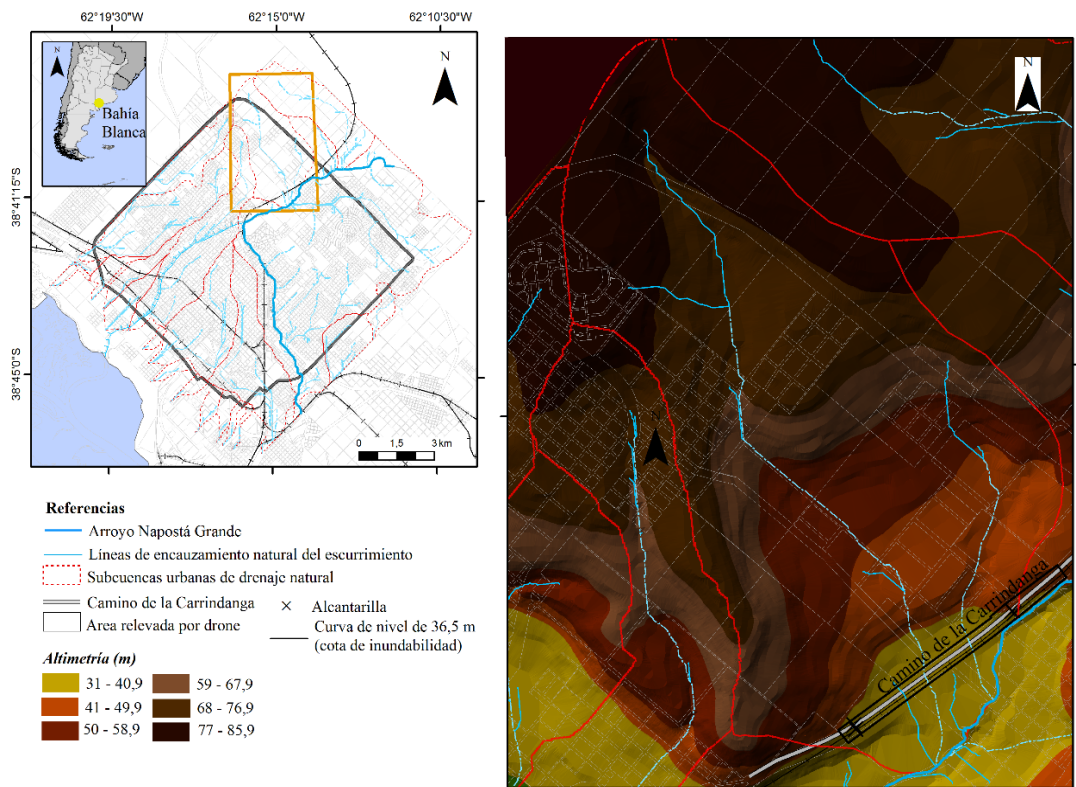 62°19'30"W 62°15'0"W 62°10'30"W
N
Bahía
Blanca
N
38°41'15"S
38°45'0"S
0 1,5 3 km
N
N
Camino de la Carrindanga
Referencias
Arroyo Napostá Grande
Líneas de encauzamiento natural del escurrimiento
Subcuencas urbanas de drenaje natural
Camino de la Carrindanga
Area relevada por drone
Alcantarilla
Curva de nivel de 36,5 m
(cota de inundabilidad)
Altimetría (m)
31 - 40,9
41 - 49,9
50 - 58,9
59 - 67,9
68 - 76,9
77 - 85,9